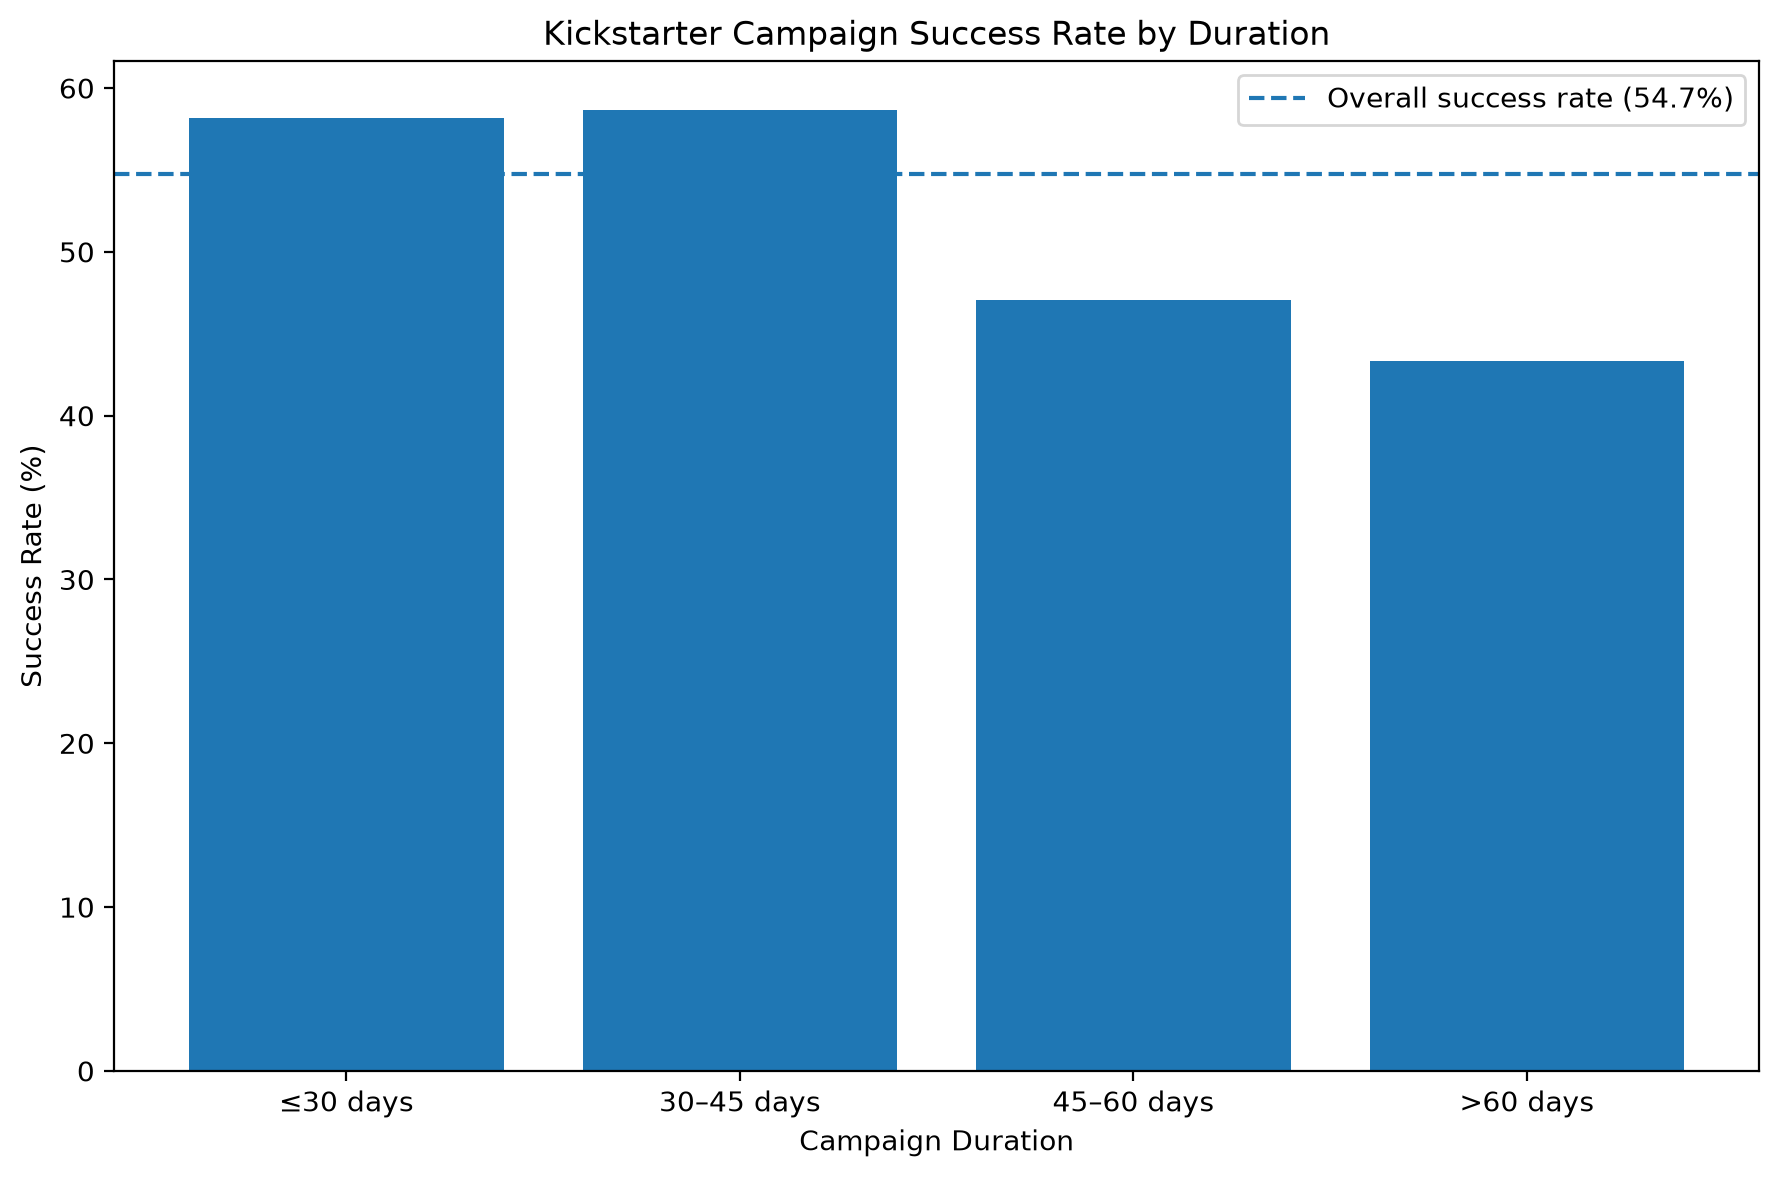 Kickstarter Campaign Success Rate by Duration
Overall success rate (54.7%)
Success Rate (%)
60
50
40
30
20
10
0
≤30 days
30–45 days
45–60 days
>60 days
Campaign Duration